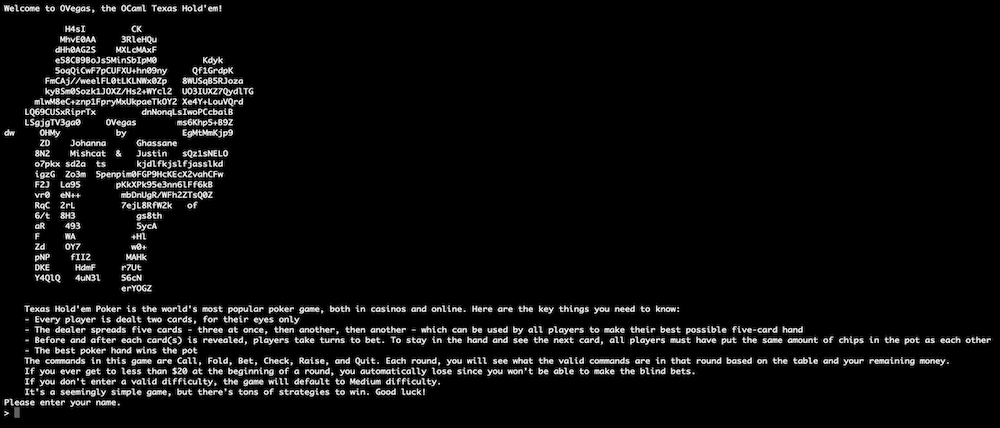 Welcome to OVegas, the OCaml Texas Hold'em!
H4sI CK
MhvE0AA 3RleHQu
dHh0AG2S MXLcMAxF
e58C89BoJs5MinSbIpM0 Kdyk
5oqQiCwF7pCUFXU+hn09ny Qf1GrdpK
FmCAj//weelFL0tLKLNWx0Zp 8WUSqB5RJoza
kyBSm0Sozk1JOXZ/Hs2+WYcl2 UO3IUXZ7QydlTG
mlwM8eC+znp1FpryMxUkpaeTkOY2 Xe4Y+LouVQrd
LQ69CUSxRiprTx dnNonqLsIwoPCcbaiB
LSgjgTV3ga0 OVegas ms6Khp5+B9Z
dw OHMy by EgMtMmKjp9
ZD Johanna Ghassane
8N2 Mishcat & Justin sQz1sNELO
o7pkx sd2a ts kjdlfkjslfjasslkd
igzG Zo3m Spenpim0FGP9HcKEcX2vahCFw
F2J La95 pKkXPk95e3nn6lFf6kB
vr0 eN++ mbDnUgR/WFh2ZTsQ0Z
RqC 2rL 7ejL8RfW2k of
6/t 8H3 gs8th
aR 493 5ycA
F WA +Hl
Zd OY7 w0+
pNP fIIZ MAHk
DKE HdmF r7Ut
Y4QlQ 4uN3l 56cN
erYOGZ
Texas Hold'em Poker is the world's most popular poker game, both in casinos and online. Here are the key things you need to know:
- Every player is dealt two cards, for their eyes only
- The dealer spreads five cards - three at once, then another, then another - which can be used by all players to make their best possible five-card hand
- Before and after each card(s) is revealed, players take turns to bet. To stay in the hand and see the next card, all players must have put the same amount of chips in the pot as each other
- The best poker hand wins the pot
The commands in this game are Call, Fold, Bet, Check, Raise, and Quit. Each round, you will see what the valid commands are in that round based on the table and your remaining money.
If you ever get to less than $20 at the beginning of a round, you automatically lose since you won't be able to make the blind bets.
If you don't enter a valid difficulty, the game will default to Medium difficulty.
It's a seemingly simple game, but there's tons of strategies to win. Good luck!
Please enter your name.
>